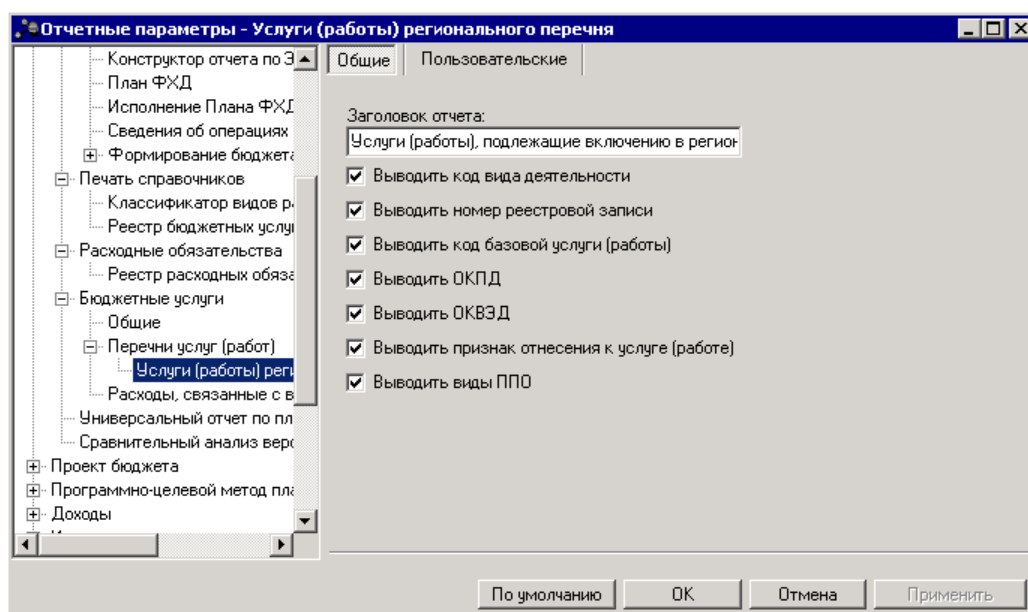 Отчетные параметры - Услуги (работы) регионального перечня
Конструктор отчета по Э
План ФХД
Исполнение Плана ФХД
Сведения об операциях
Формирование бюджета
Печать справочников
Классификатор видов р
Реестр бюджетных услу
Расходные обязательства
Реестр расходных обяза
Бюджетные услуги
Общие
Перечни услуг (работ)
Услуги (работы) реги
Расходы, связанные с в
Универсальный отчет по пл
Сравнительный анализ верс
Проект бюджета
Программно-целевой метод пла
Доходы
Общие
Пользовательские
Заголовок отчета:
Услуги (работы), подлежащие включению в регион
Выводить код вида деятельности
Выводить номер реестровой записи
Выводить код базовой услуги (работы)
Выводить ОКПД
Выводить ОКВЭД
Выводить признак отнесения к услуге (работе)
Выводить виды ППО
По умолчанию
OK
Отмена
Применить